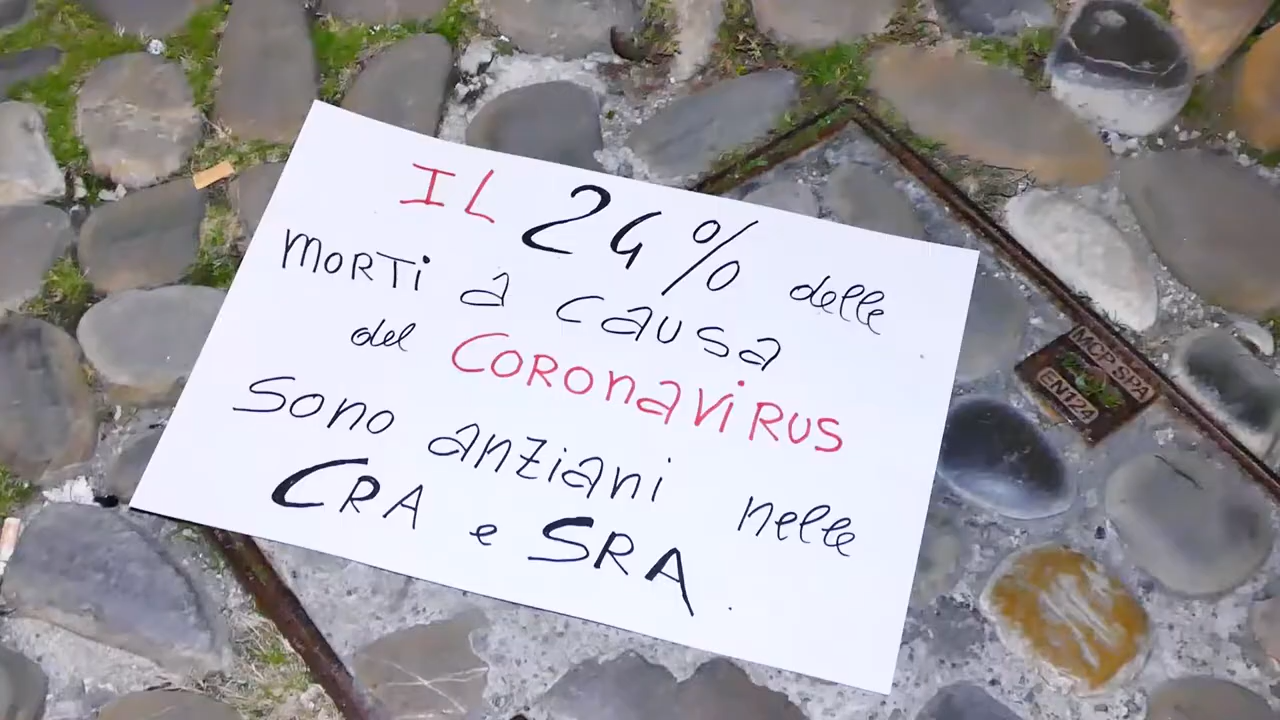 IL 24% delle
MORTi a causa
del CORONAViRUS
Sono anziani nelle
CRA e SRA.
MCP SPA
EN124